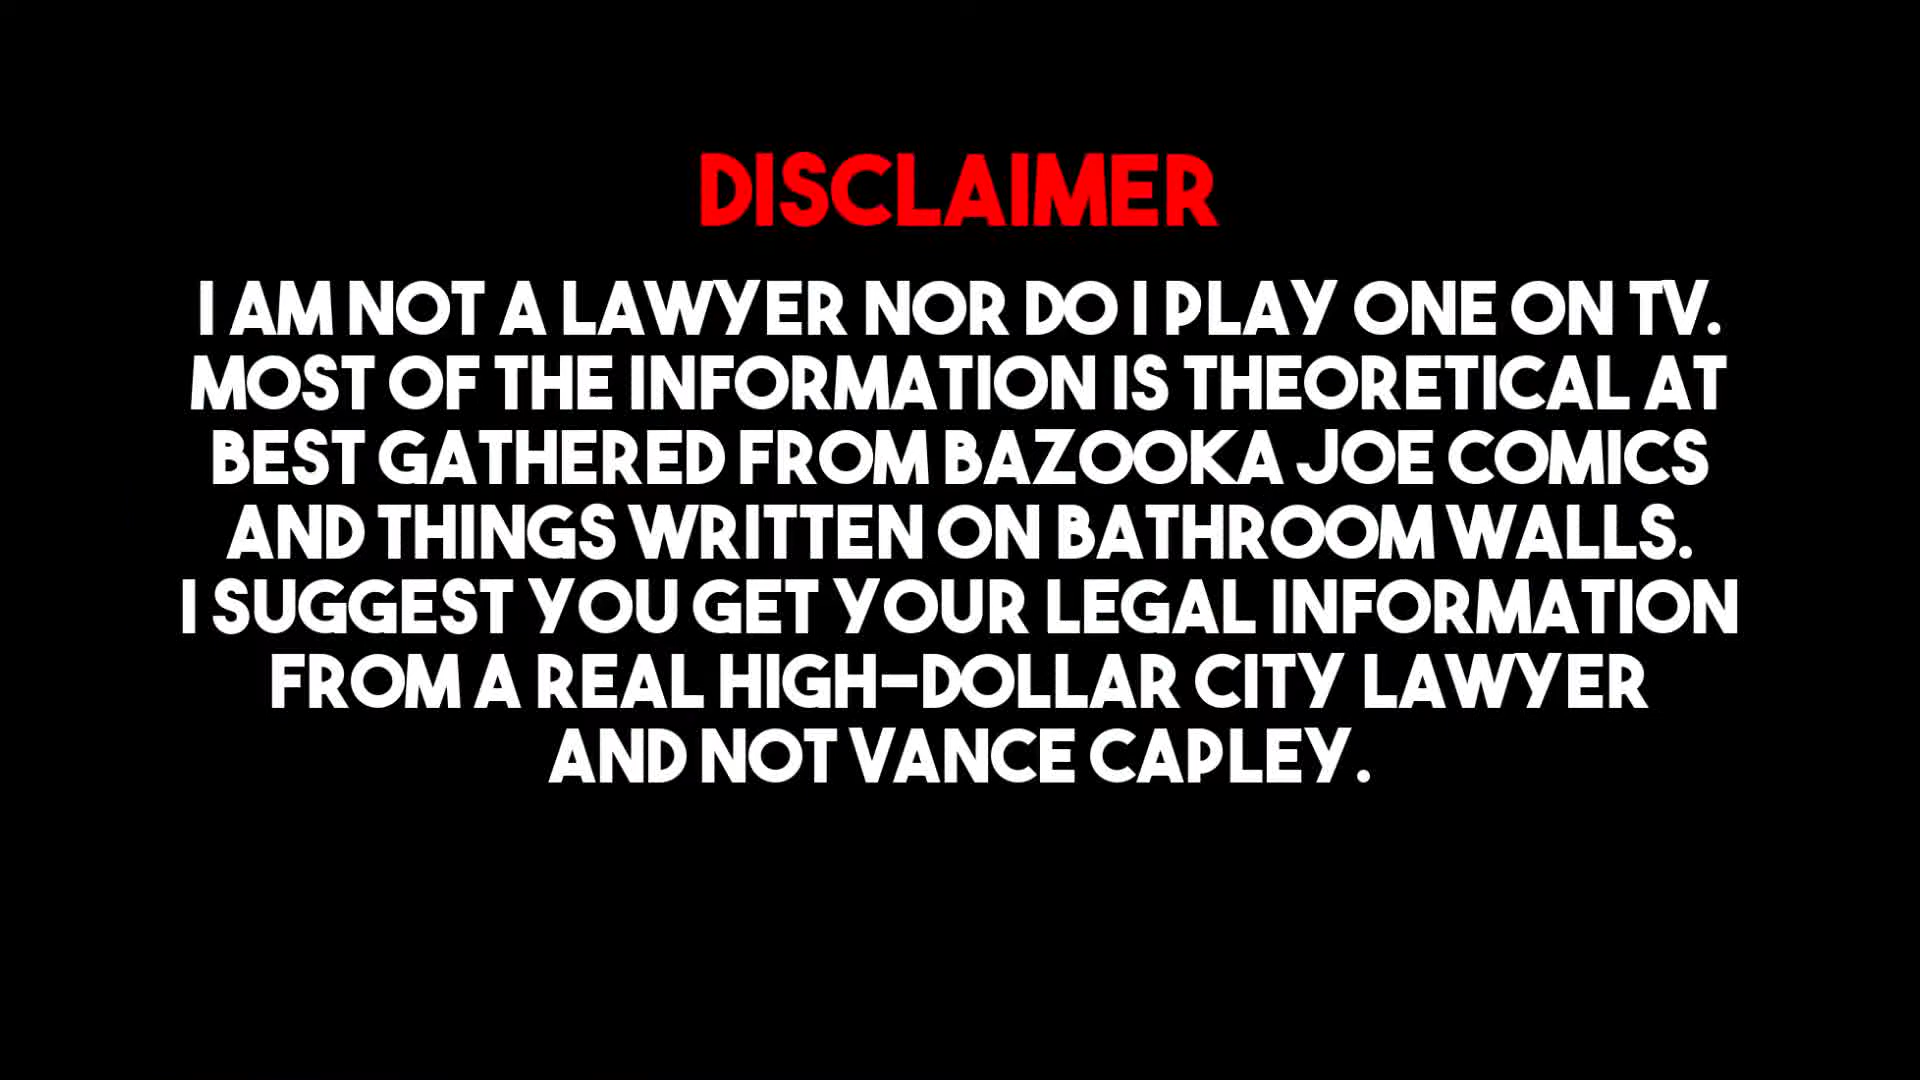 DISCLAIMER
I AM NOT A LAWYER NOR DO I PLAY ONE ON TV.
MOST OF THE INFORMATION IS THEORETICAL AT
BEST GATHERED FROM BAZOOKA JOE COMICS
AND THINGS WRITTEN ON BATHROOM WALLS.
I SUGGEST YOU GET YOUR LEGAL INFORMATION
FROM A REAL HIGH-DOLLAR CITY LAWYER
AND NOT VANCE CAPLEY.